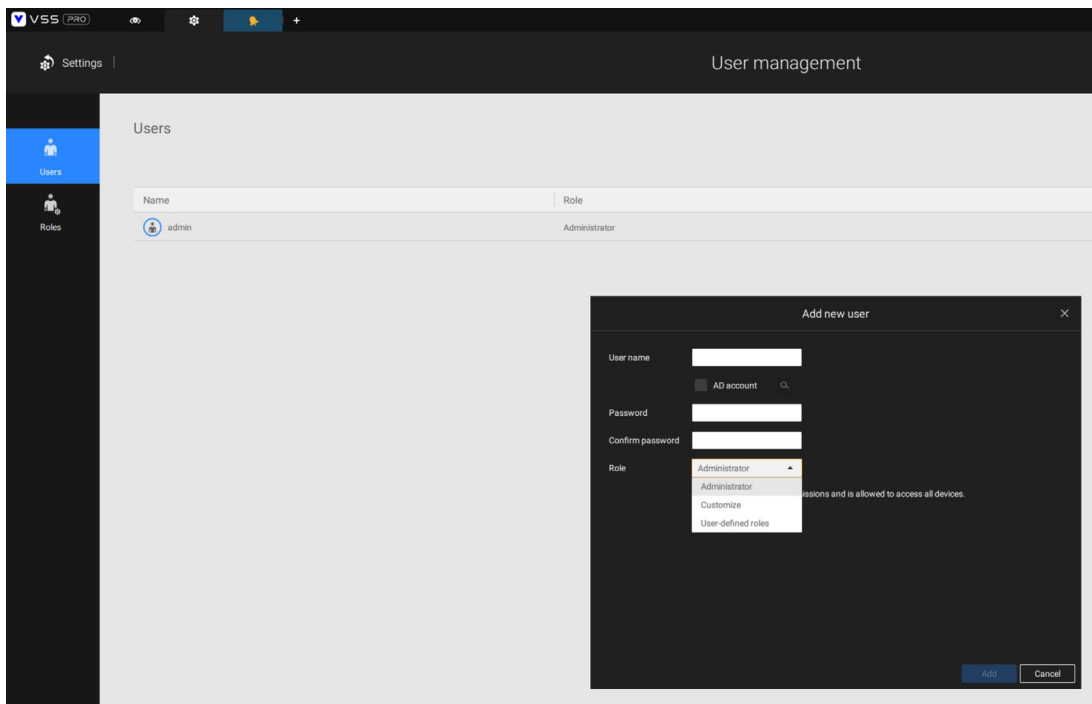 VSS PRO
+
Settings
User management
Users
Roles
Users
Name Role
admin Administrator
Add new user
User name
AD account
Password
Confirm password
Role Administrator
Administrator
issions and is allowed to access all devices.
Customize
User-defined roles
Add Cancel